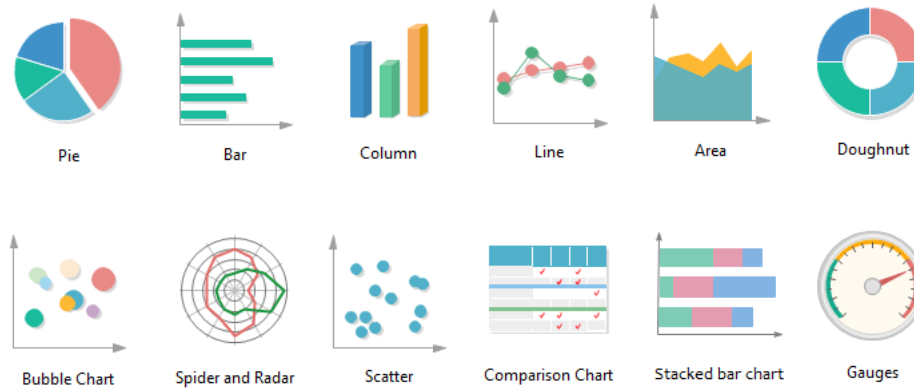 Pie
Bar
Column
Line
Area
Doughnut
Bubble Chart
Spider and Radar
Scatter
Comparison Chart
Stacked bar chart
Gauges